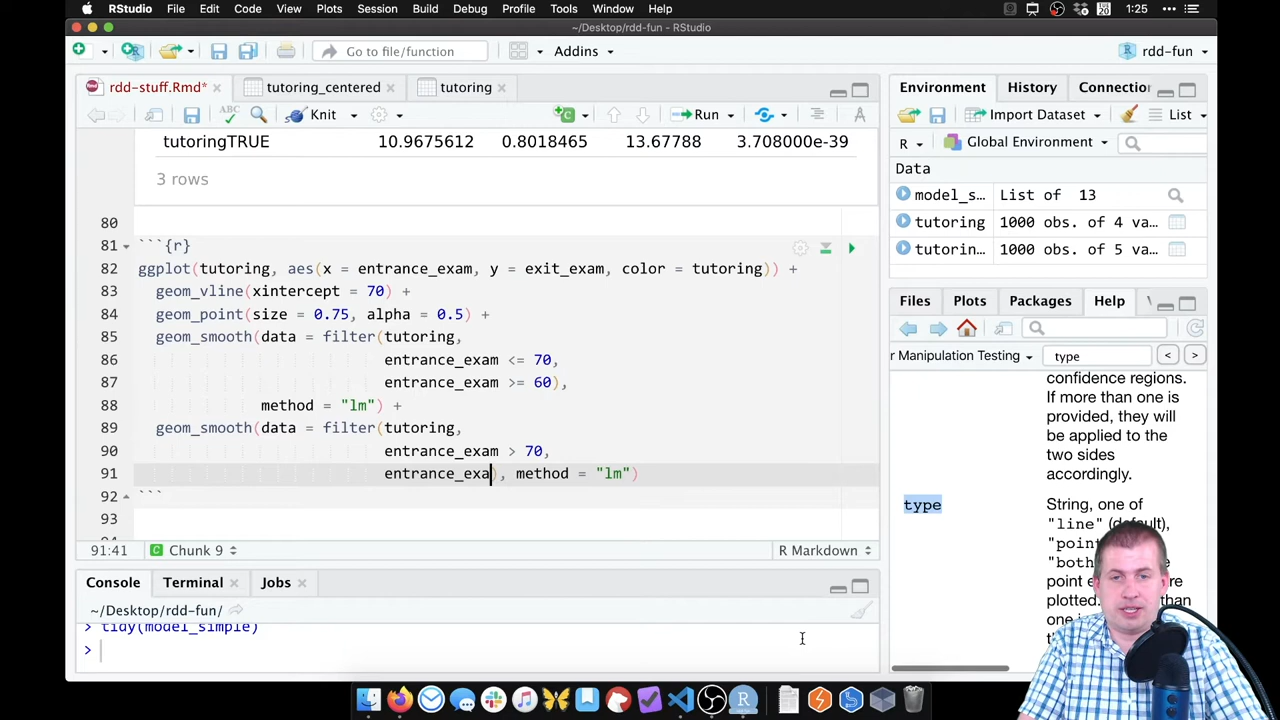 RStudio File Edit Code View Plots Session Build Debug Profile Tools Window Help 1:25
~/Desktop/rdd-fun - RStudio
Go to file/function Addins rdd-fun
rdd-stuff.Rmd* tutoring_centered tutoring
ABC Knit Run
tutoringTRUE 10.9675612 0.8018465 13.67788 3.708000e-39
3 rows
80
81 ```{r}
82 ggplot(tutoring, aes(x = entrance_exam, y = exit_exam, color = tutoring)) +
83 geom_vline(xintercept = 70) +
84 geom_point(size = 0.75, alpha = 0.5) +
85 geom_smooth(data = filter(tutoring,
86 entrance_exam <= 70,
87 entrance_exam >= 60),
88 method = "lm") +
89 geom_smooth(data = filter(tutoring,
90 entrance_exam > 70,
91 entrance_exa), method = "lm")
92 ```
93
91:41 Chunk 9 R Markdown
Console Terminal Jobs
~/Desktop/rdd-fun/
> tidy(model_simple)
>
Environment History Connectio
Import Dataset List
R Global Environment
Data
model_s… List of 13
tutoring 1000 obs. of 4 va…
tutorin… 1000 obs. of 5 va…
Files Plots Packages Help
r Manipulation Testing type
confidence regions.
If more than one is
provided, they will
be applied to the
two sides
accordingly.
type String, one of
"line" (default),